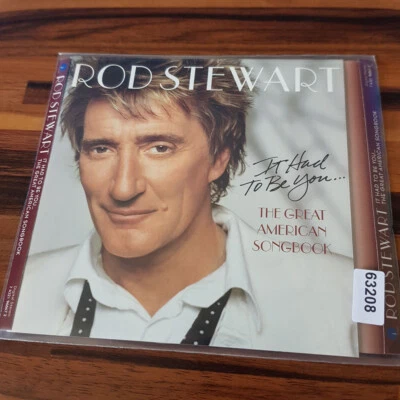 ROD STEWART
It Had
To Be You...
THE GREAT
AMERICAN
SONGBOOK
63208
ROD STEWART
IT HAD TO BE YOU...
THE GREAT AMERICAN SONGBOOK
ROD STEWART
IT HAD TO BE YOU...
THE GREAT AMERICAN SONGBOOK